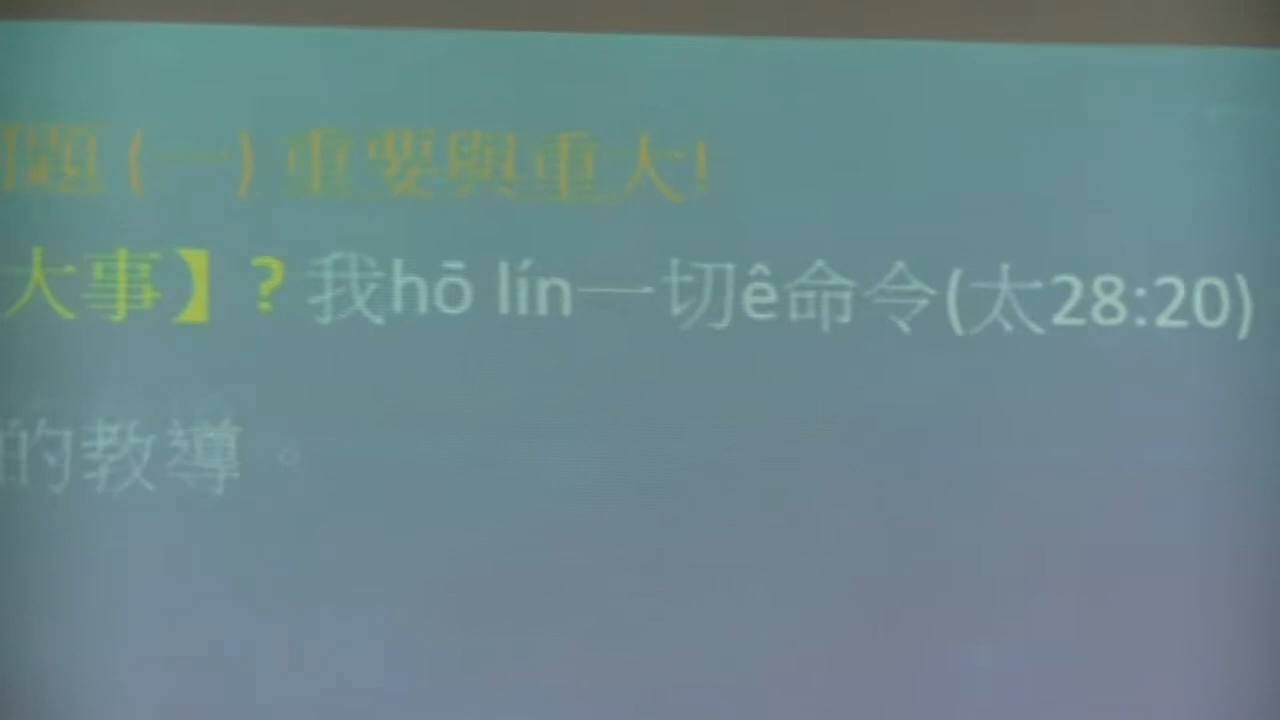 題 (一) 重要與重大!
大事】? 我hō lín一切ê命令(太28:20)
的教導。